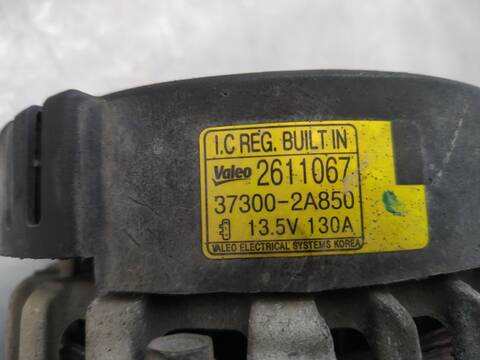 I.C REG. BUILT IN
Valeo 2611067
37300-2A850
13.5V 130A
VALEO ELECTRICAL SYSTEMS KOREA